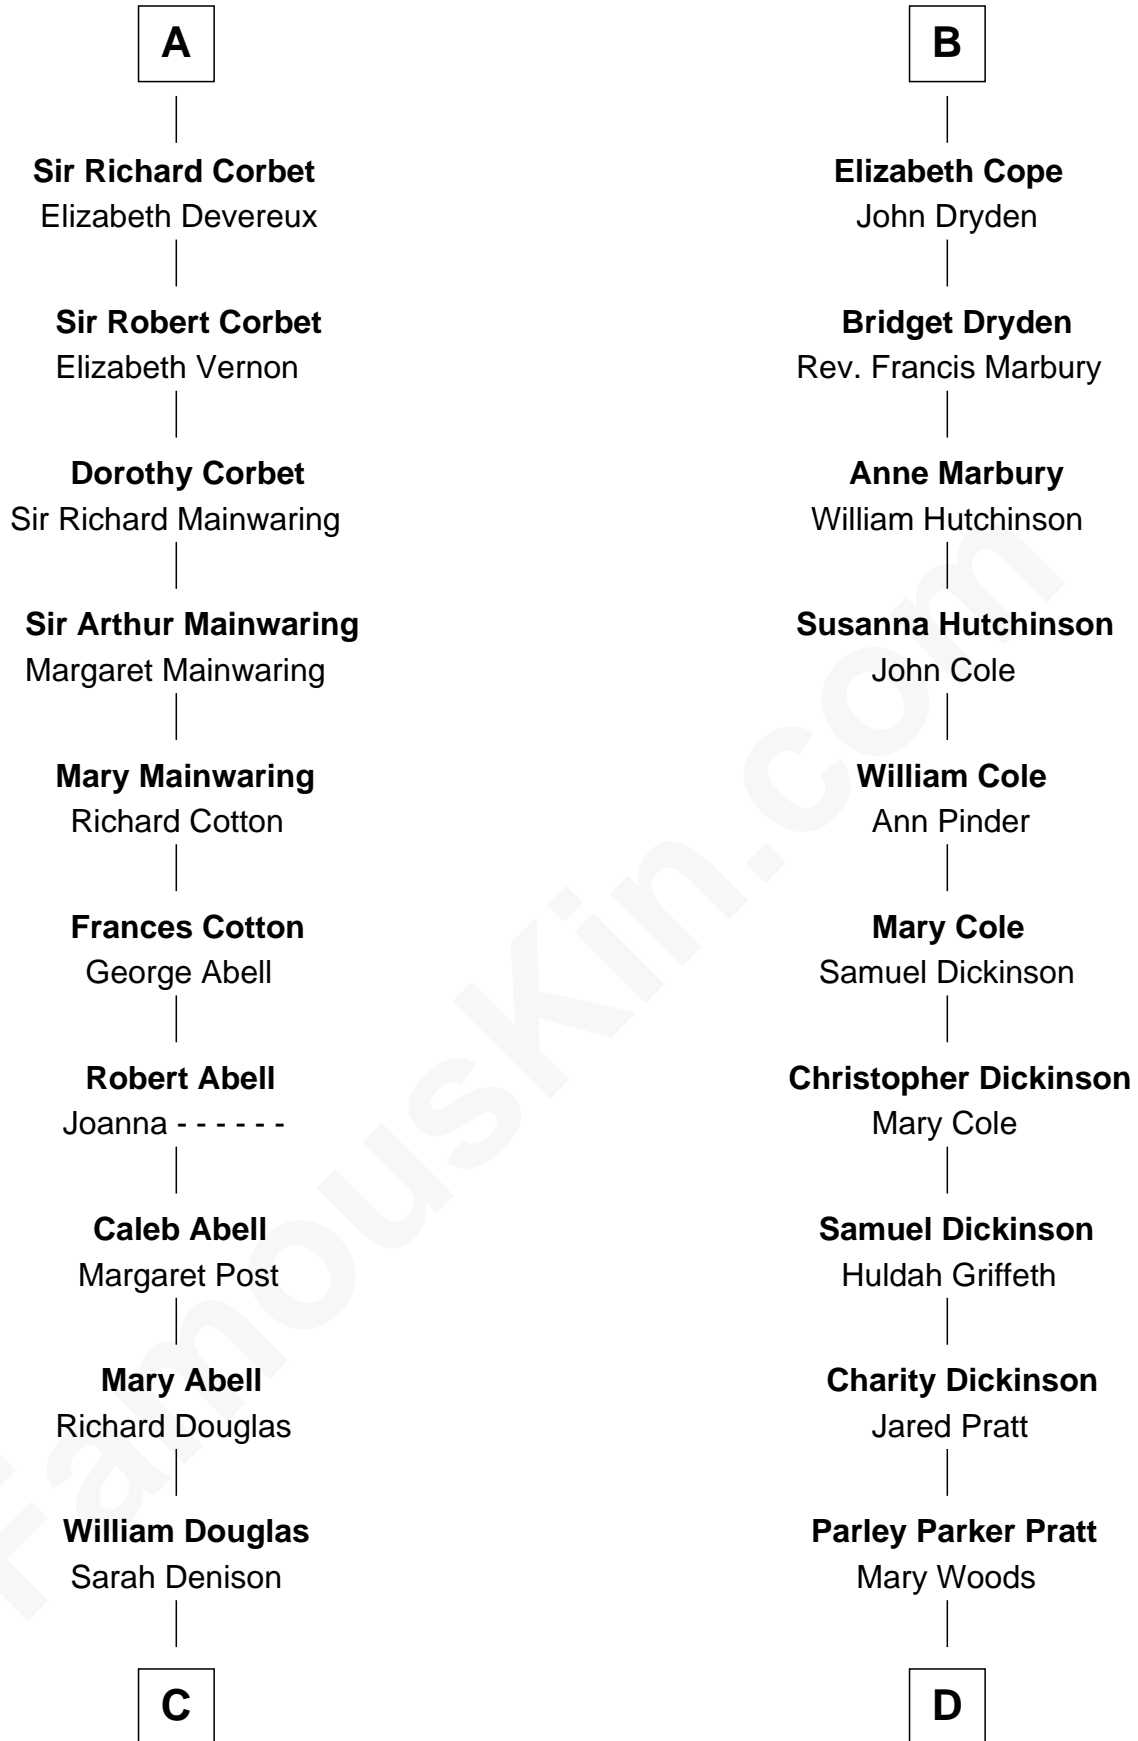 A
Sir Richard Corbet
Elizabeth Devereux
Sir Robert Corbet
Elizabeth Vernon
Dorothy Corbet
Sir Richard Mainwaring
Sir Arthur Mainwaring
Margaret Mainwaring
Mary Mainwaring
Richard Cotton
Frances Cotton
George Abell
Robert Abell
Joanna - - - - - -
Caleb Abell
Margaret Post
Mary Abell
Richard Douglas
William Douglas
Sarah Denison
C
B
Elizabeth Cope
John Dryden
Bridget Dryden
Rev. Francis Marbury
Anne Marbury
William Hutchinson
Susanna Hutchinson
John Cole
William Cole
Ann Pinder
Mary Cole
Samuel Dickinson
Christopher Dickinson
Mary Cole
Samuel Dickinson
Huldah Griffeth
Charity Dickinson
Jared Pratt
Parley Parker Pratt
Mary Woods
D
FamousKin.com